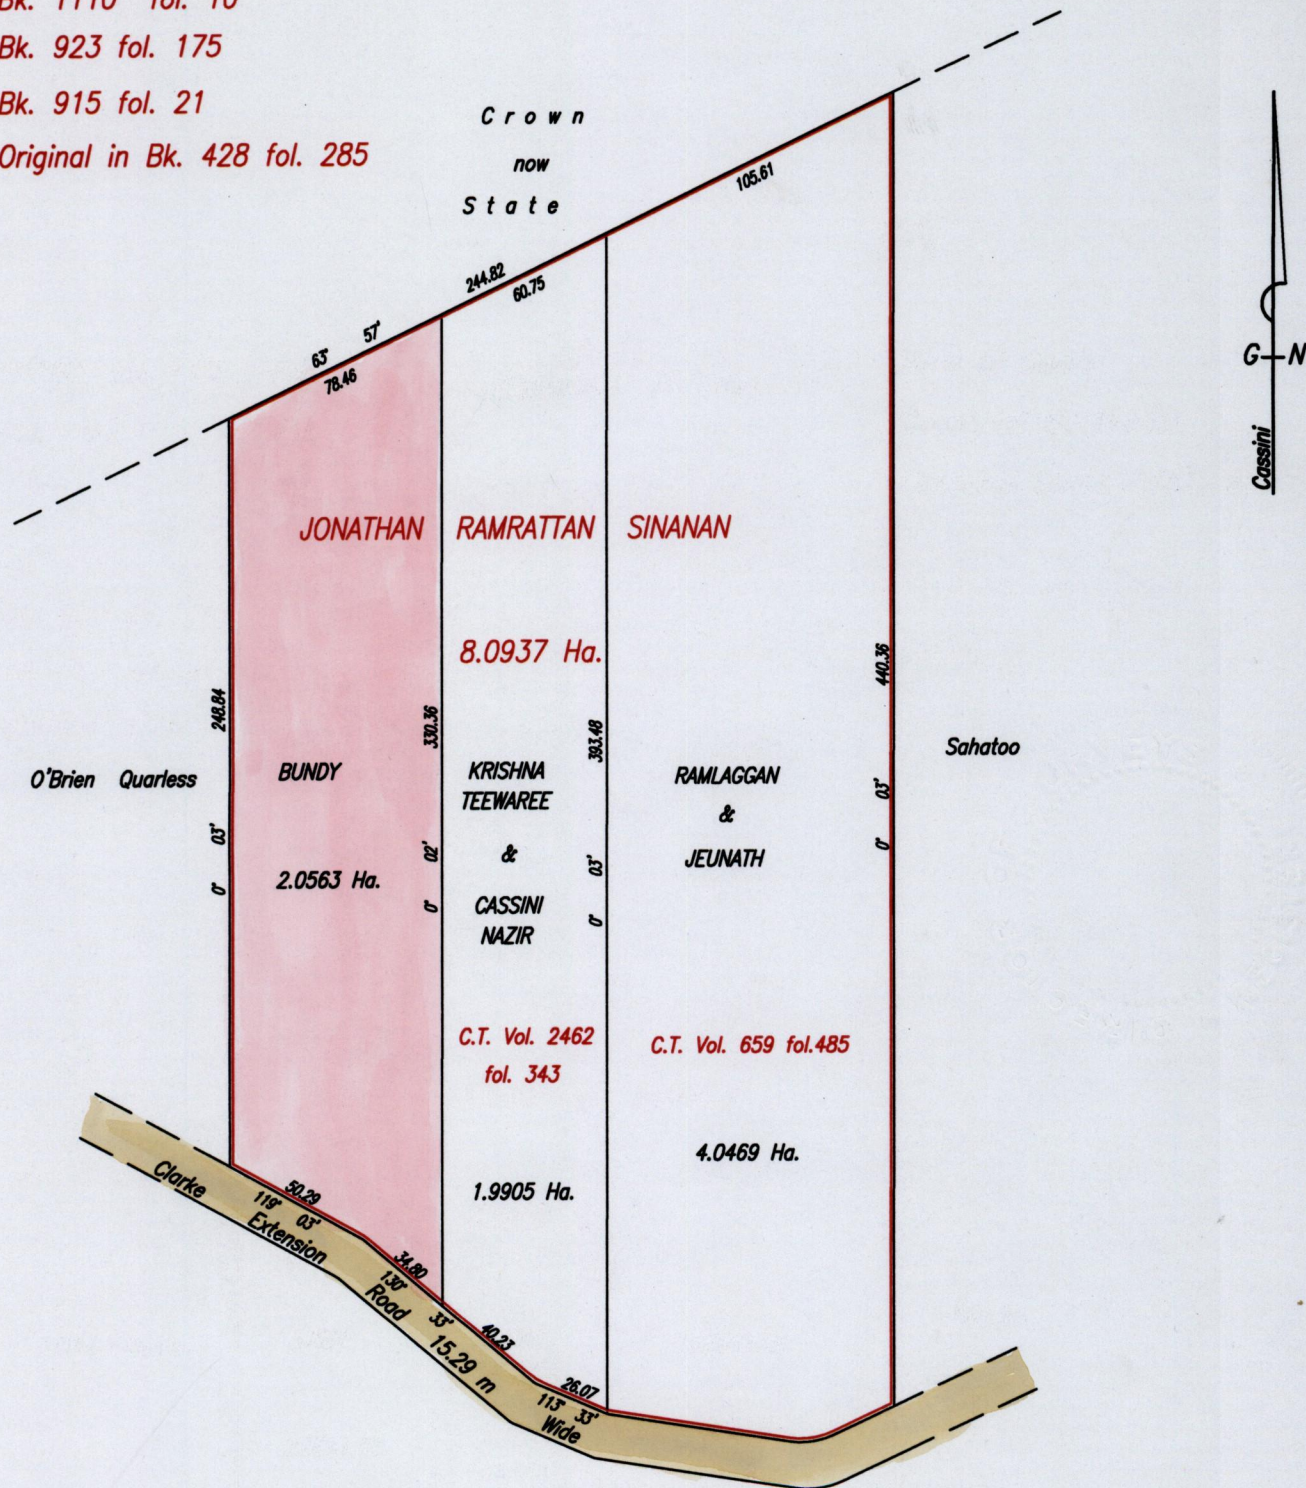 Bk. 1110 fol. 10
Bk. 923 fol. 175
Bk. 915 fol. 21
Original in Bk. 428 fol. 285
Crown
now
State
105.61
244.82
60.75
63° 57'
78.46
G N
Cassini
JONATHAN RAMRATTAN SINANAN
8.0937 Ha.
248.84
0° 03'
330.36
0° 02'
393.48
0° 03'
440.36
0° 03'
O'Brien Quarless
BUNDY
2.0563 Ha.
KRISHNA
TEEWAREE
&
CASSINI
NAZIR
RAMLAGGAN
&
JEUNATH
Sahatoo
C.T. Vol. 2462
fol. 343
C.T. Vol. 659 fol.485
4.0469 Ha.
1.9905 Ha.
50.29
119° 03'
34.80
130° 33'
40.23
26.07
113° 33'
Clarke Extension Road 15.29 m Wide